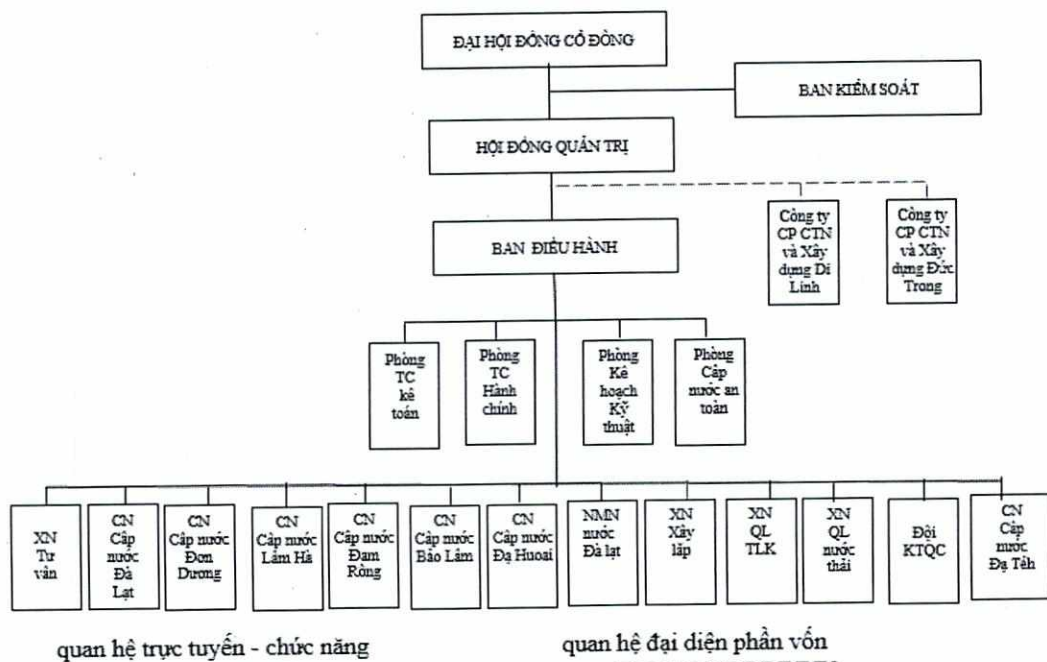 ĐẠI HỘI ĐỒNG CỔ ĐÔNG
BAN KIỂM SOÁT
HỘI ĐỒNG QUẢN TRỊ
Công ty
CP CTN
và Xây
dựng Di
Linh
Công ty
CP CTN
và Xây
dựng Đức
Trong
BAN ĐIỀU HÀNH
Phòng
TC
kế
toán
Phòng
TC
Hành
chính
Phòng
Kế
hoạch
Kỹ
thuật
Phòng
Cấp
nước an
toàn
XN
Tư
vấn
CN
Cấp
nước
Đà
Lạt
CN
Cấp nước
Đơn
Dương
CN
Cấp nước
Lâm Hà
CN
Cấp nước
Đam
Rông
CN
Cấp nước
Bảo Lâm
CN
Cấp nước
Đạ Huoai
NMN
nước
Đà lạt
XN
Xây
lắp
XN
QL
TLK
XN
QL
nước
thải
Đội
KTQC
CN
Cấp
nước
Đạ Tẻh
quan hệ trực tuyến - chức năng
quan hệ đại diện phần vốn